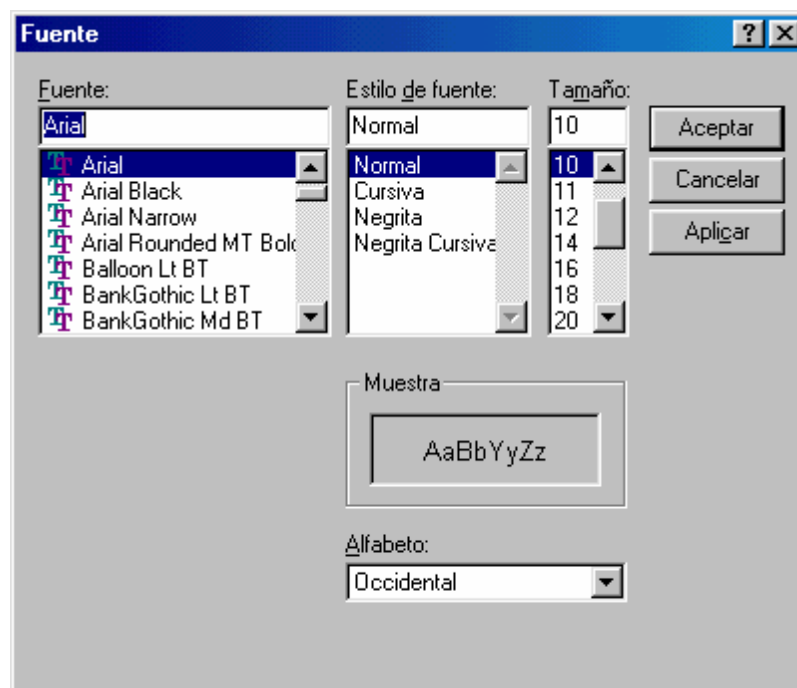 Fuente
Fuente:
Arial
Arial
Arial Black
Arial Narrow
Arial Rounded MT Bold
Balloon Lt BT
BankGothic Lt BT
BankGothic Md BT
Estilo de fuente:
Normal
Normal
Cursiva
Negrita
Negrita Cursiva
Tamaño:
10
10
11
12
14
16
18
20
Aceptar
Cancelar
Aplicar
Muestra
AaBbYyZz
Alfabeto:
Occidental